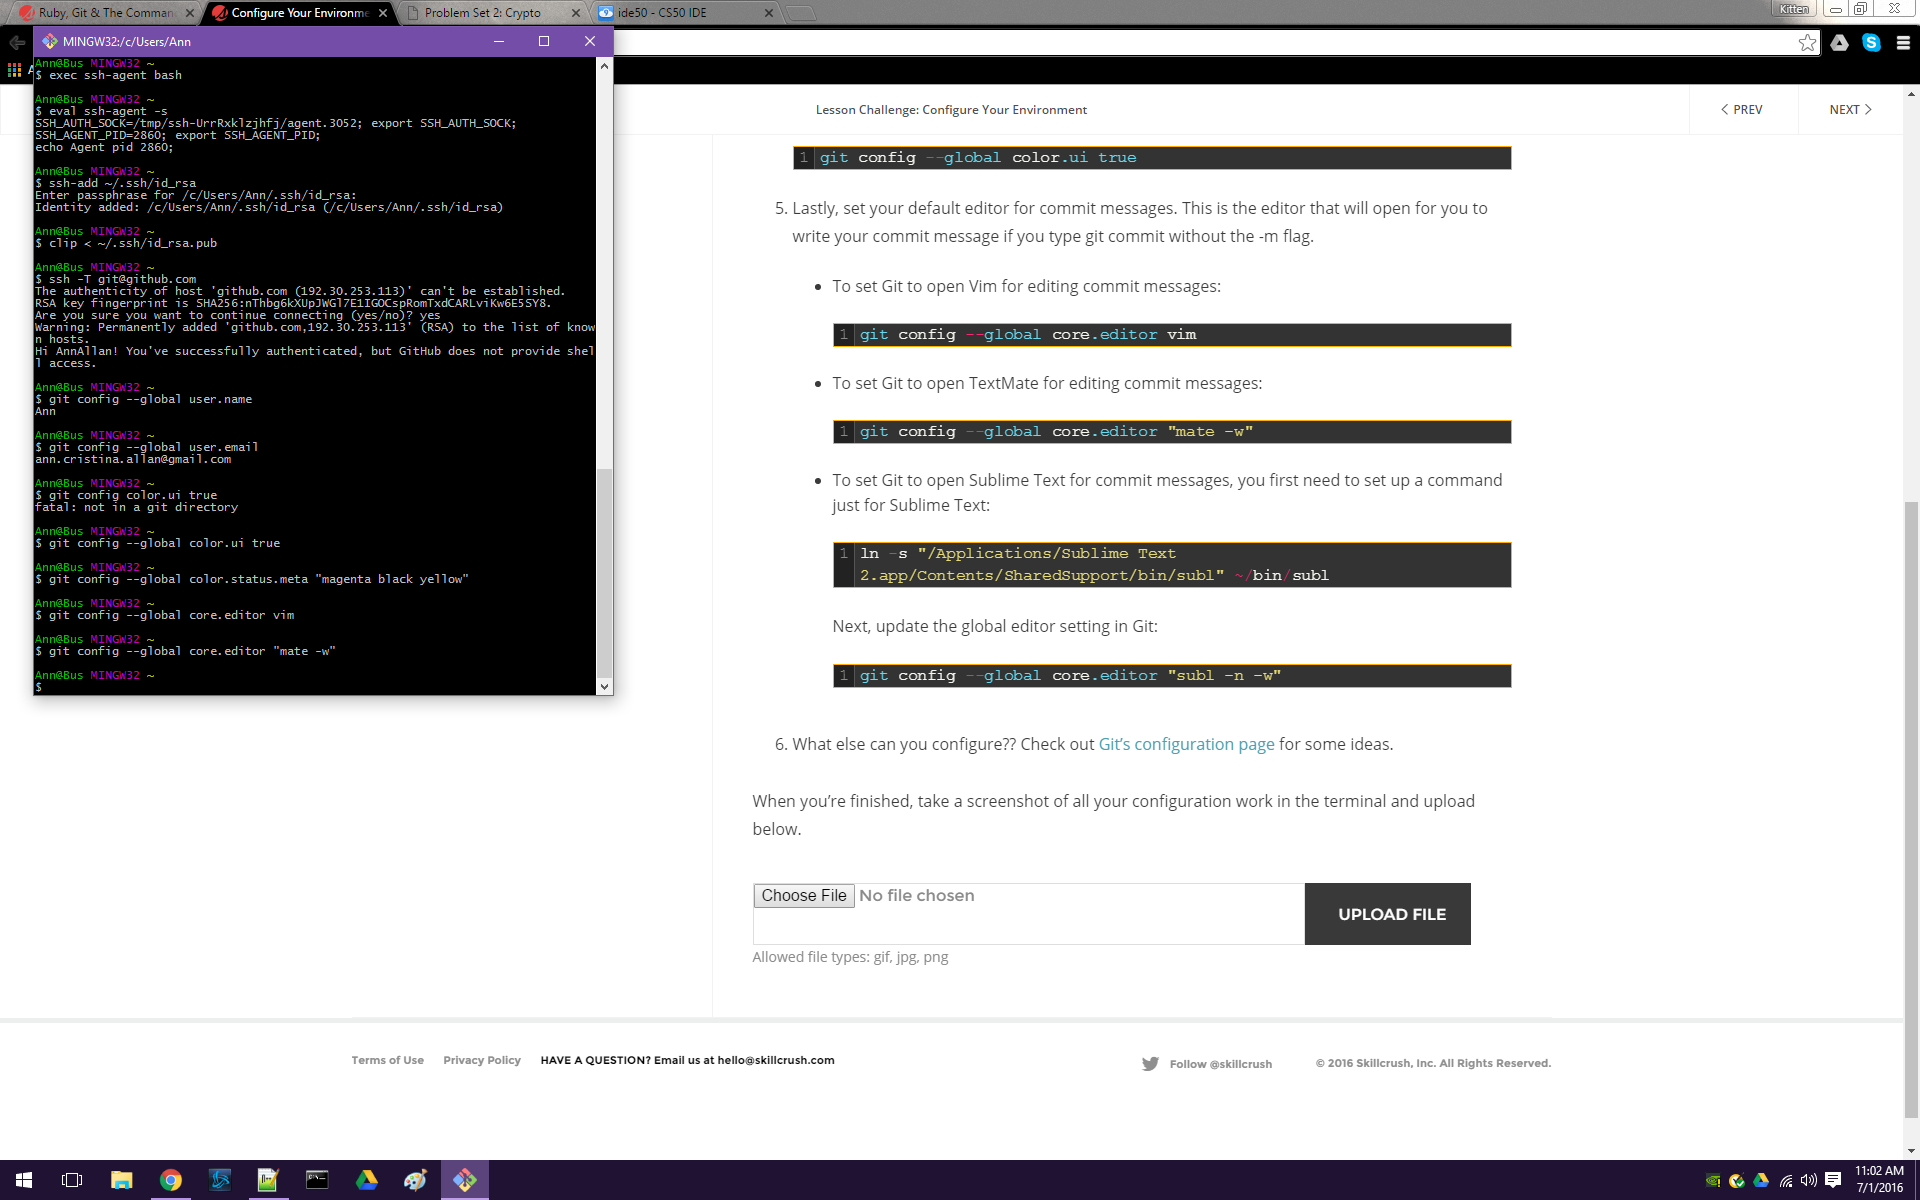 Ruby, Git & The Comman
Configure Your Environme
Problem Set 2: Crypto
ide50 - CS50 IDE
Kitten
MINGW32:/c/Users/Ann
Ann@Bus MINGW32 ~
$ exec ssh-agent bash
Ann@Bus MINGW32 ~
$ eval ssh-agent -s
SSH_AUTH_SOCK=/tmp/ssh-UrrRxklzjhfj/agent.3052; export SSH_AUTH_SOCK;
SSH_AGENT_PID=2860; export SSH_AGENT_PID;
echo Agent pid 2860;
Ann@Bus MINGW32 ~
$ ssh-add ~/.ssh/id_rsa
Enter passphrase for /c/Users/Ann/.ssh/id_rsa:
Identity added: /c/Users/Ann/.ssh/id_rsa (/c/Users/Ann/.ssh/id_rsa)
Ann@Bus MINGW32 ~
$ clip < ~/.ssh/id_rsa.pub
Ann@Bus MINGW32 ~
$ ssh -T git@github.com
The authenticity of host 'github.com (192.30.253.113)' can't be established.
RSA key fingerprint is SHA256:nThbg6kXUpJWGl7E1IGOCspRomTxdCARLviKw6E5SY8.
Are you sure you want to continue connecting (yes/no)? yes
Warning: Permanently added 'github.com,192.30.253.113' (RSA) to the list of know
n hosts.
Hi AnnAllan! You've successfully authenticated, but GitHub does not provide shel
l access.
Ann@Bus MINGW32 ~
$ git config --global user.name
Ann
Ann@Bus MINGW32 ~
$ git config --global user.email
ann.cristina.allan@gmail.com
Ann@Bus MINGW32 ~
$ git config color.ui true
fatal: not in a git directory
Ann@Bus MINGW32 ~
$ git config --global color.ui true
Ann@Bus MINGW32 ~
$ git config --global color.status.meta "magenta black yellow"
Ann@Bus MINGW32 ~
$ git config --global core.editor vim
Ann@Bus MINGW32 ~
$ git config --global core.editor "mate -w"
Ann@Bus MINGW32 ~
$
Lesson Challenge: Configure Your Environment
< PREV
NEXT >
1 git config --global color.ui true
5. Lastly, set your default editor for commit messages. This is the editor that will open for you to
write your commit message if you type git commit without the -m flag.
• To set Git to open Vim for editing commit messages:
1 git config --global core.editor vim
• To set Git to open TextMate for editing commit messages:
1 git config --global core.editor "mate -w"
• To set Git to open Sublime Text for commit messages, you first need to set up a command
just for Sublime Text:
1 ln -s "/Applications/Sublime Text
2.app/Contents/SharedSupport/bin/subl" ~/bin/subl
Next, update the global editor setting in Git:
1 git config --global core.editor "subl -n -w"
6. What else can you configure?? Check out Git's configuration page for some ideas.
When you're finished, take a screenshot of all your configuration work in the terminal and upload
below.
Choose File No file chosen
UPLOAD FILE
Allowed file types: gif, jpg, png
Terms of Use
Privacy Policy
HAVE A QUESTION? Email us at hello@skillcrush.com
Follow @skillcrush
© 2016 Skillcrush, Inc. All Rights Reserved.
11:02 AM
7/1/2016